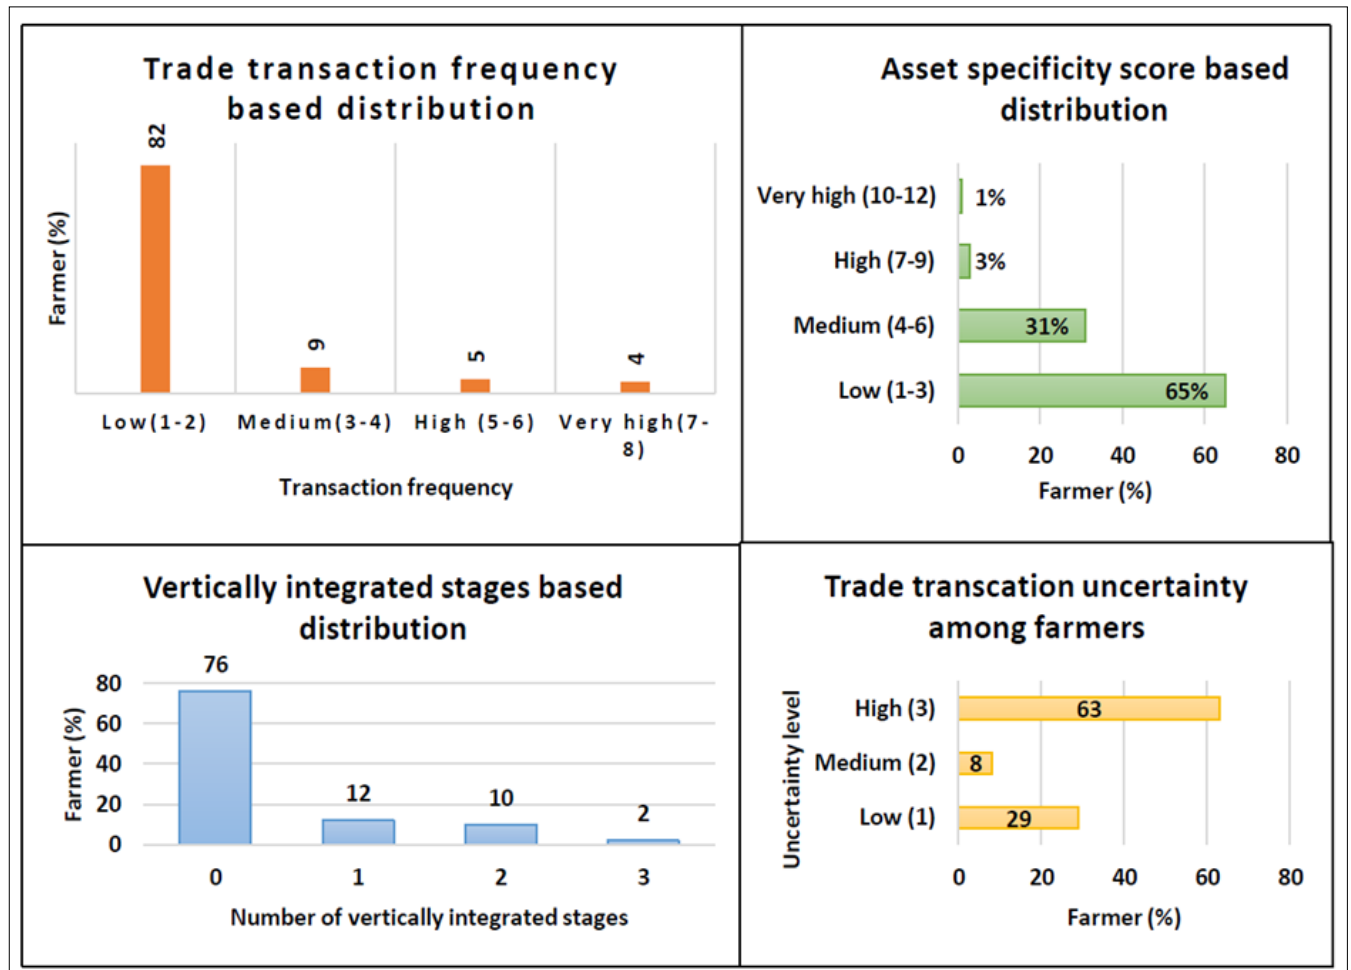 Trade transaction frequency
based distribution
82
9
5
4
Farmer (%)
Low(1-2) Medium(3-4) High (5-6) Very high(7-
8)
Transaction frequency
Asset specificity score based
distribution
Very high (10-12) 1%
High (7-9) 3%
Medium (4-6) 31%
Low (1-3) 65%
0 20 40 60 80
Farmer (%)
Vertically integrated stages based
distribution
76
12
10
2
Farmer (%)
80
60
40
20
0
0 1 2 3
Number of vertically integrated stages
Trade transcation uncertainty
among farmers
Uncertainty level
High (3) 63
Medium (2) 8
Low (1) 29
0 20 40 60 80
Farmer (%)